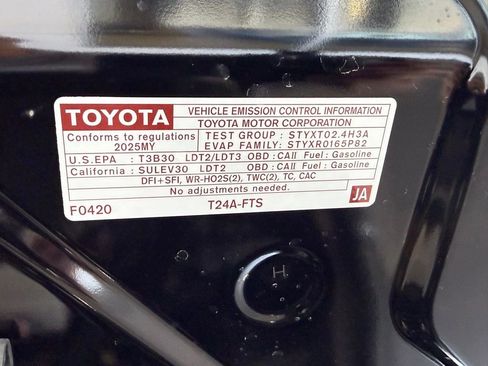 TOYOTA
VEHICLE EMISSION CONTROL INFORMATION
TOYOTA MOTOR CORPORATION
Conforms to regulations
2025MY
TEST GROUP : STYXT02.4H3A
EVAP FAMILY: STYXR0165P82
U.S.EPA : T3B30 LDT2/LDT3 OBD:CAII Fuel: Gasoline
California : SULEV30 LDT2 OBD:CAII Fuel: Gasoline
DFI+SFI, WR-HO2S(2), TWC(2), TC, CAC
No adjustments needed.
F0420
T24A-FTS
JA
H